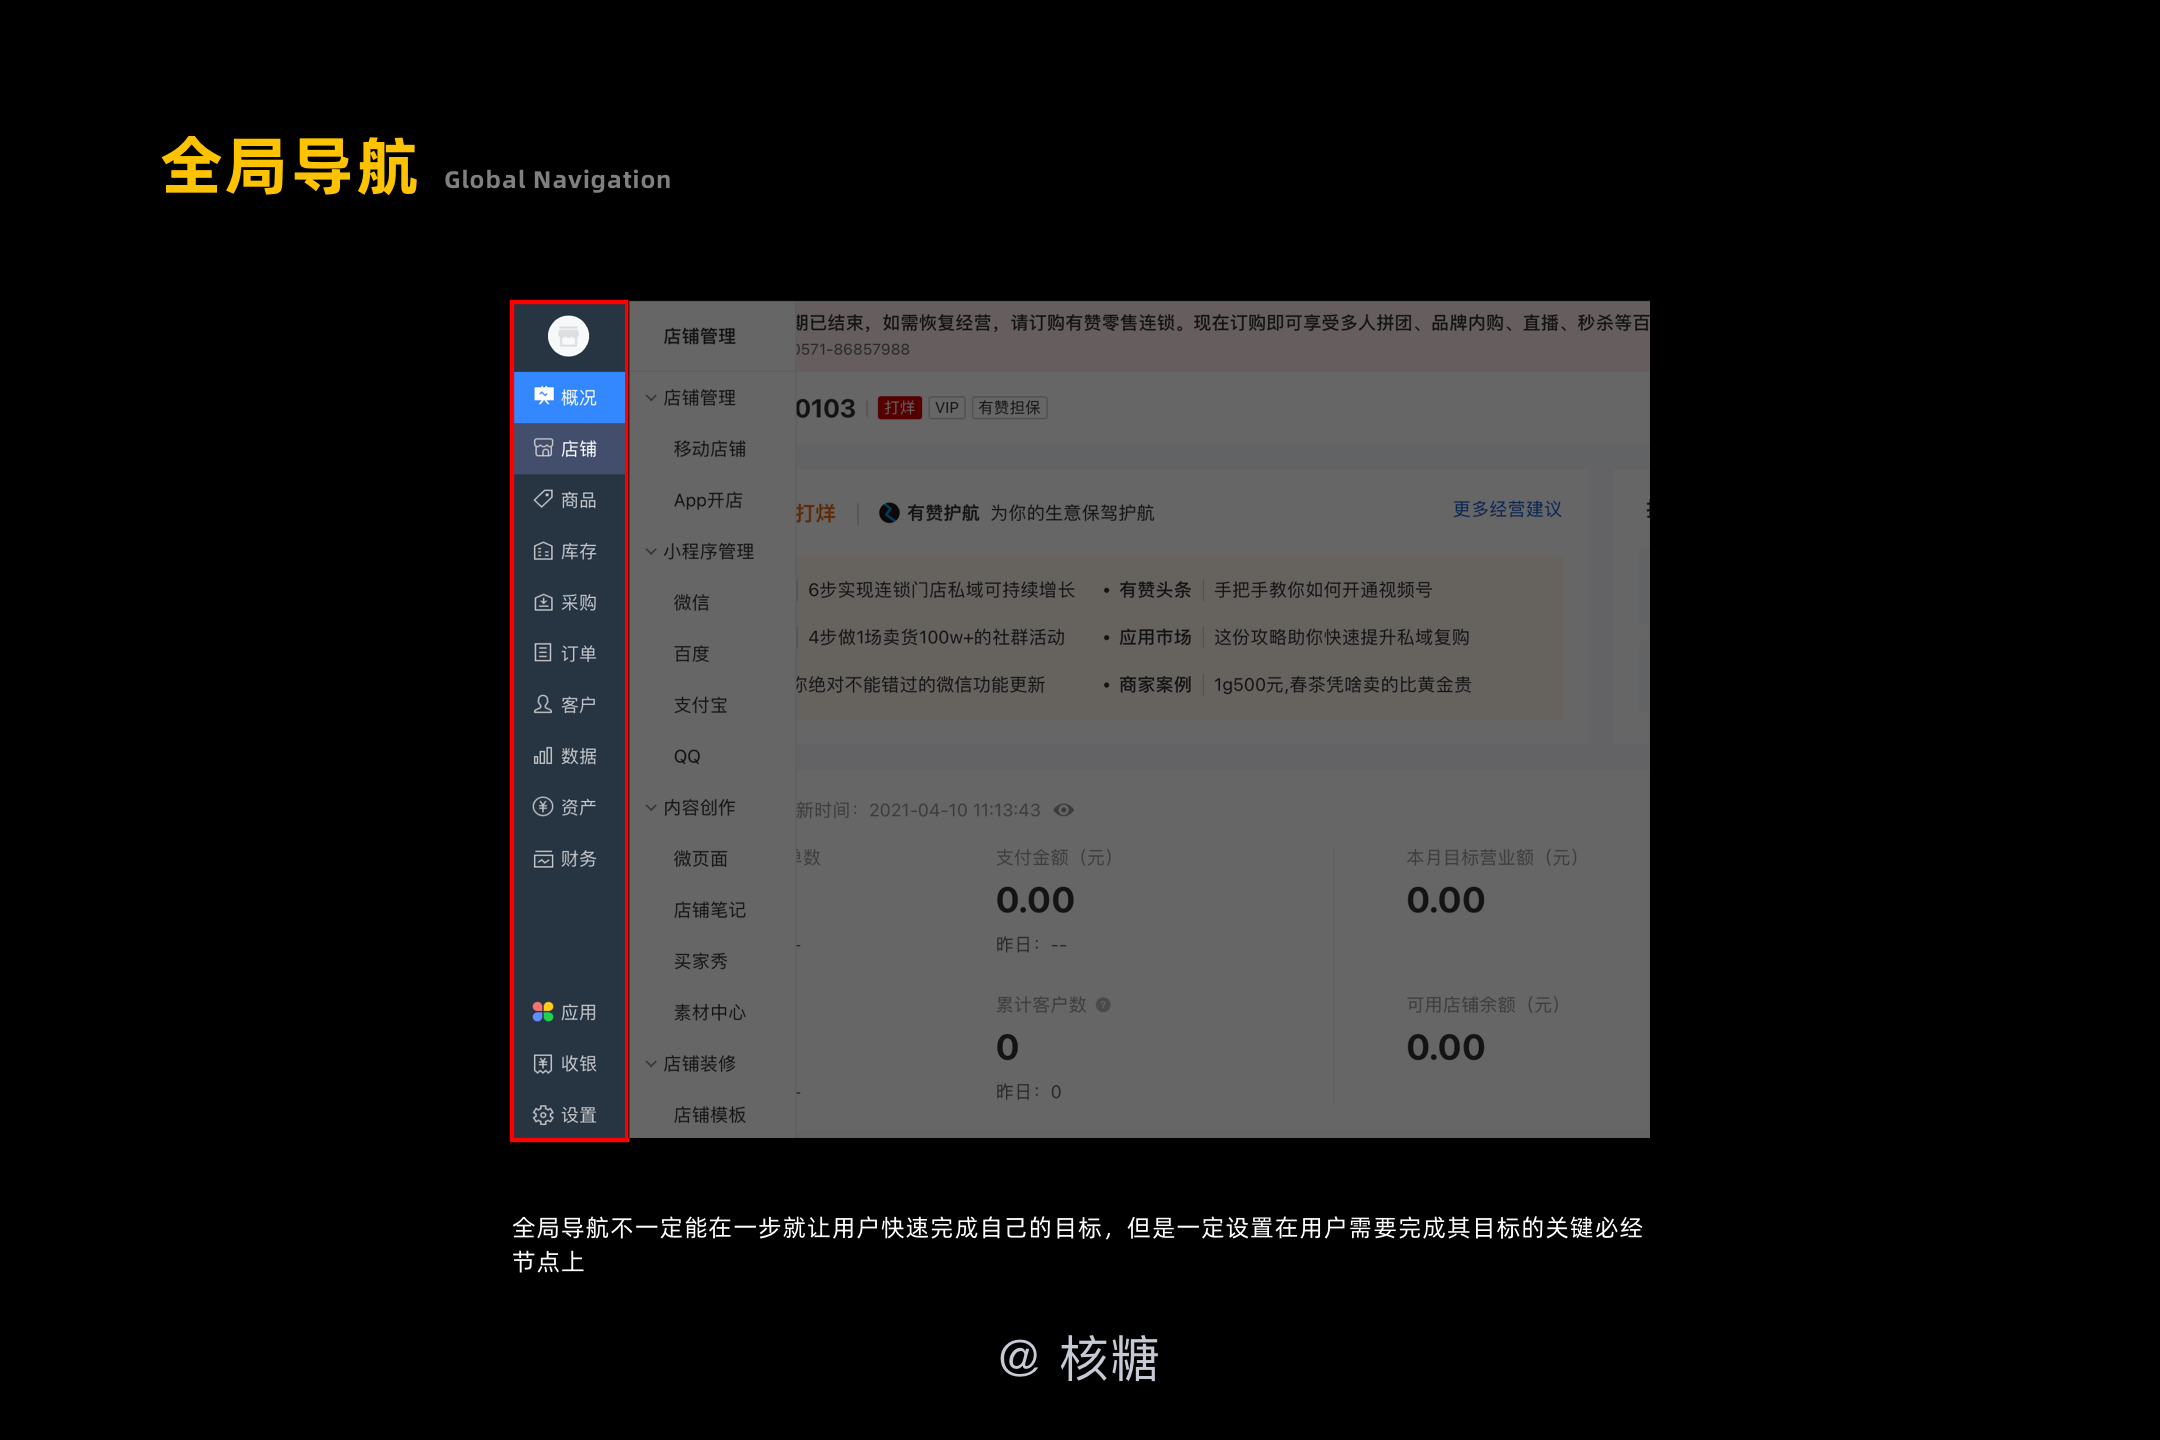 全局导航 Global Navigation
概况
店铺
商品
库存
采购
订单
客户
数据
资产
财务
应用
收银
设置
店铺管理
店铺管理
移动店铺
App开店
小程序管理
微信
百度
支付宝
QQ
内容创作
微页面
店铺笔记
买家秀
素材中心
店铺装修
店铺模板
期已结束，如需恢复经营，请订购有赞零售连锁。现在订购即可享受多人拼团、品牌内购、直播、秒杀等百
0571-86857988
0103 打烊 VIP 有赞担保
打烊 有赞护航 为你的生意保驾护航 更多经营建议
6步实现连锁门店私域可持续增长 • 有赞头条 手把手教你如何开通视频号
4步做1场卖货100w+的社群活动 • 应用市场 这份攻略助你快速提升私域复购
你绝对不能错过的微信功能更新 • 商家案例 1g500元,春茶凭啥卖的比黄金贵
新时间：2021-04-10 11:13:43
单数 支付金额（元） 本月目标营业额（元）
0.00 0.00
- 昨日：--
累计客户数 ? 可用店铺余额（元）
0 0.00
- 昨日：0
全局导航不一定能在一步就让用户快速完成自己的目标，但是一定设置在用户需要完成其目标的关键必经
节点上
@ 核糖